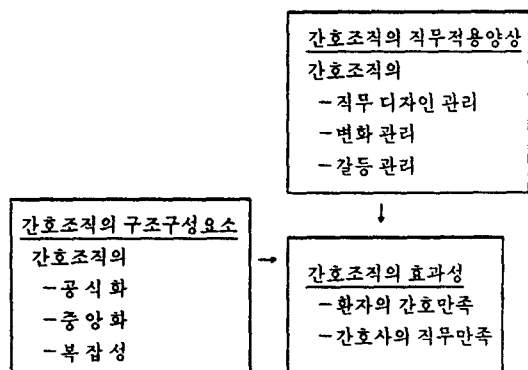 간호조직의 직무적용양상
간호조직의
-직무 디자인 관리
-변화 관리
-갈등 관리
↓
간호조직의 구조구성요소
간호조직의
-공식화
-중앙화
-복잡성
→
간호조직의 효과성
-환자의 간호만족
-간호사의 직무만족